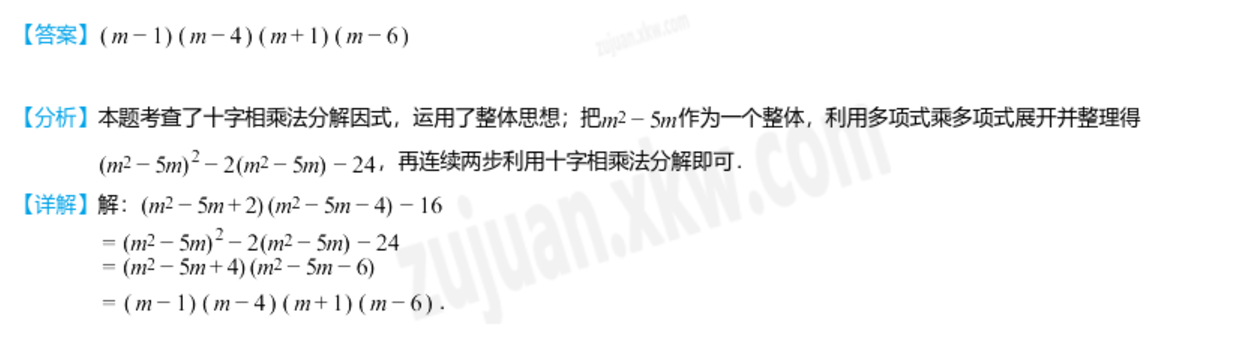 【答案】(m－1)(m－4)(m+1)(m－6)
【分析】本题考查了十字相乘法分解因式，运用了整体思想；把m²－5m作为一个整体，利用多项式乘多项式展开并整理得
(m²－5m)²－2(m²－5m)－24，再连续两步利用十字相乘法分解即可．
【详解】解：(m²－5m+2)(m²－5m－4)－16
=(m²－5m)²－2(m²－5m)－24
=(m²－5m+4)(m²－5m－6)
=(m－1)(m－4)(m+1)(m－6)．
zujuan.xkw.com
zujuan.xkw.com